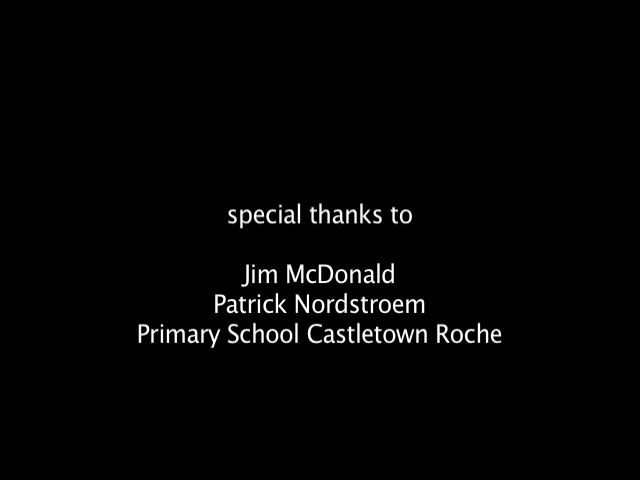 special thanks to
Jim McDonald
Patrick Nordstroem
Primary School Castletown Roche